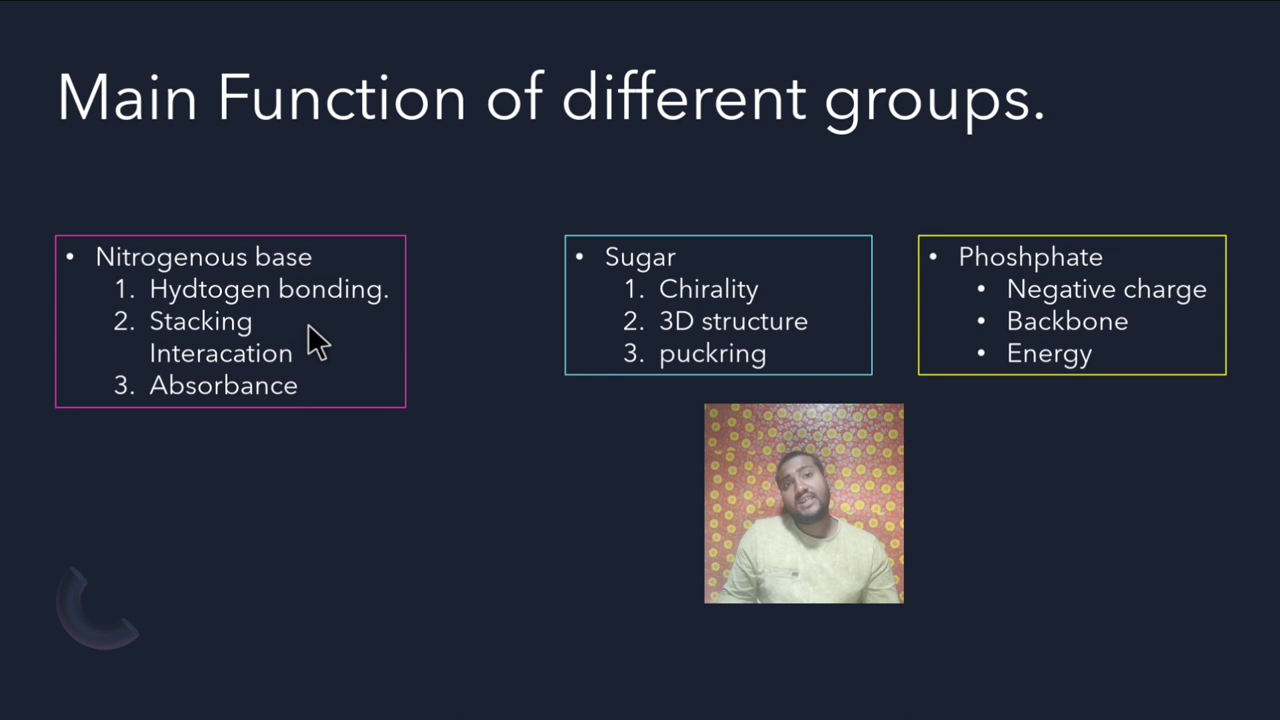 Main Function of different groups.
• Nitrogenous base
1. Hydtogen bonding.
2. Stacking
Interacation
3. Absorbance
• Sugar
1. Chirality
2. 3D structure
3. puckring
• Phoshphate
• Negative charge
• Backbone
• Energy